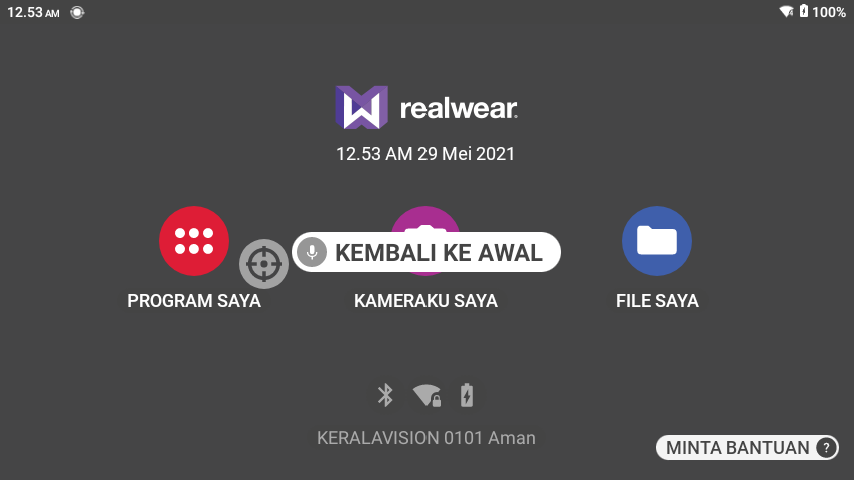 12.53 AM
100%
realwear
12.53 AM 29 Mei 2021
KEMBALI KE AWAL
PROGRAM SAYA
KAMERAKU SAYA
FILE SAYA
KERALAVISION 0101 Aman
MINTA BANTUAN ?